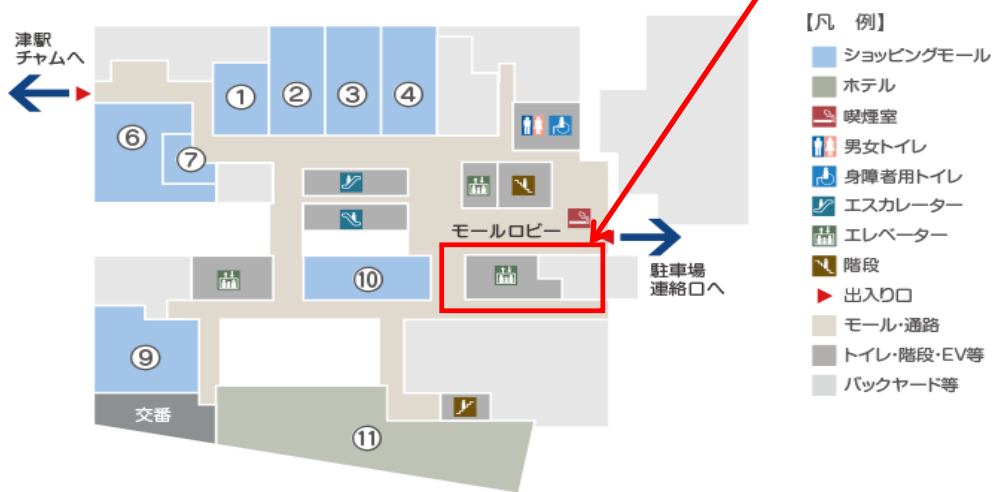 津駅
チャムへ
①
②
③
④
⑥
⑦
モールロビー
駐車場
連絡口へ
⑩
⑨
交番
⑪
【凡　例】
ショッピングモール
ホテル
喫煙室
男女トイレ
身障者用トイレ
エスカレーター
エレベーター
階段
出入り口
モール・通路
トイレ・階段・EV等
バックヤード等